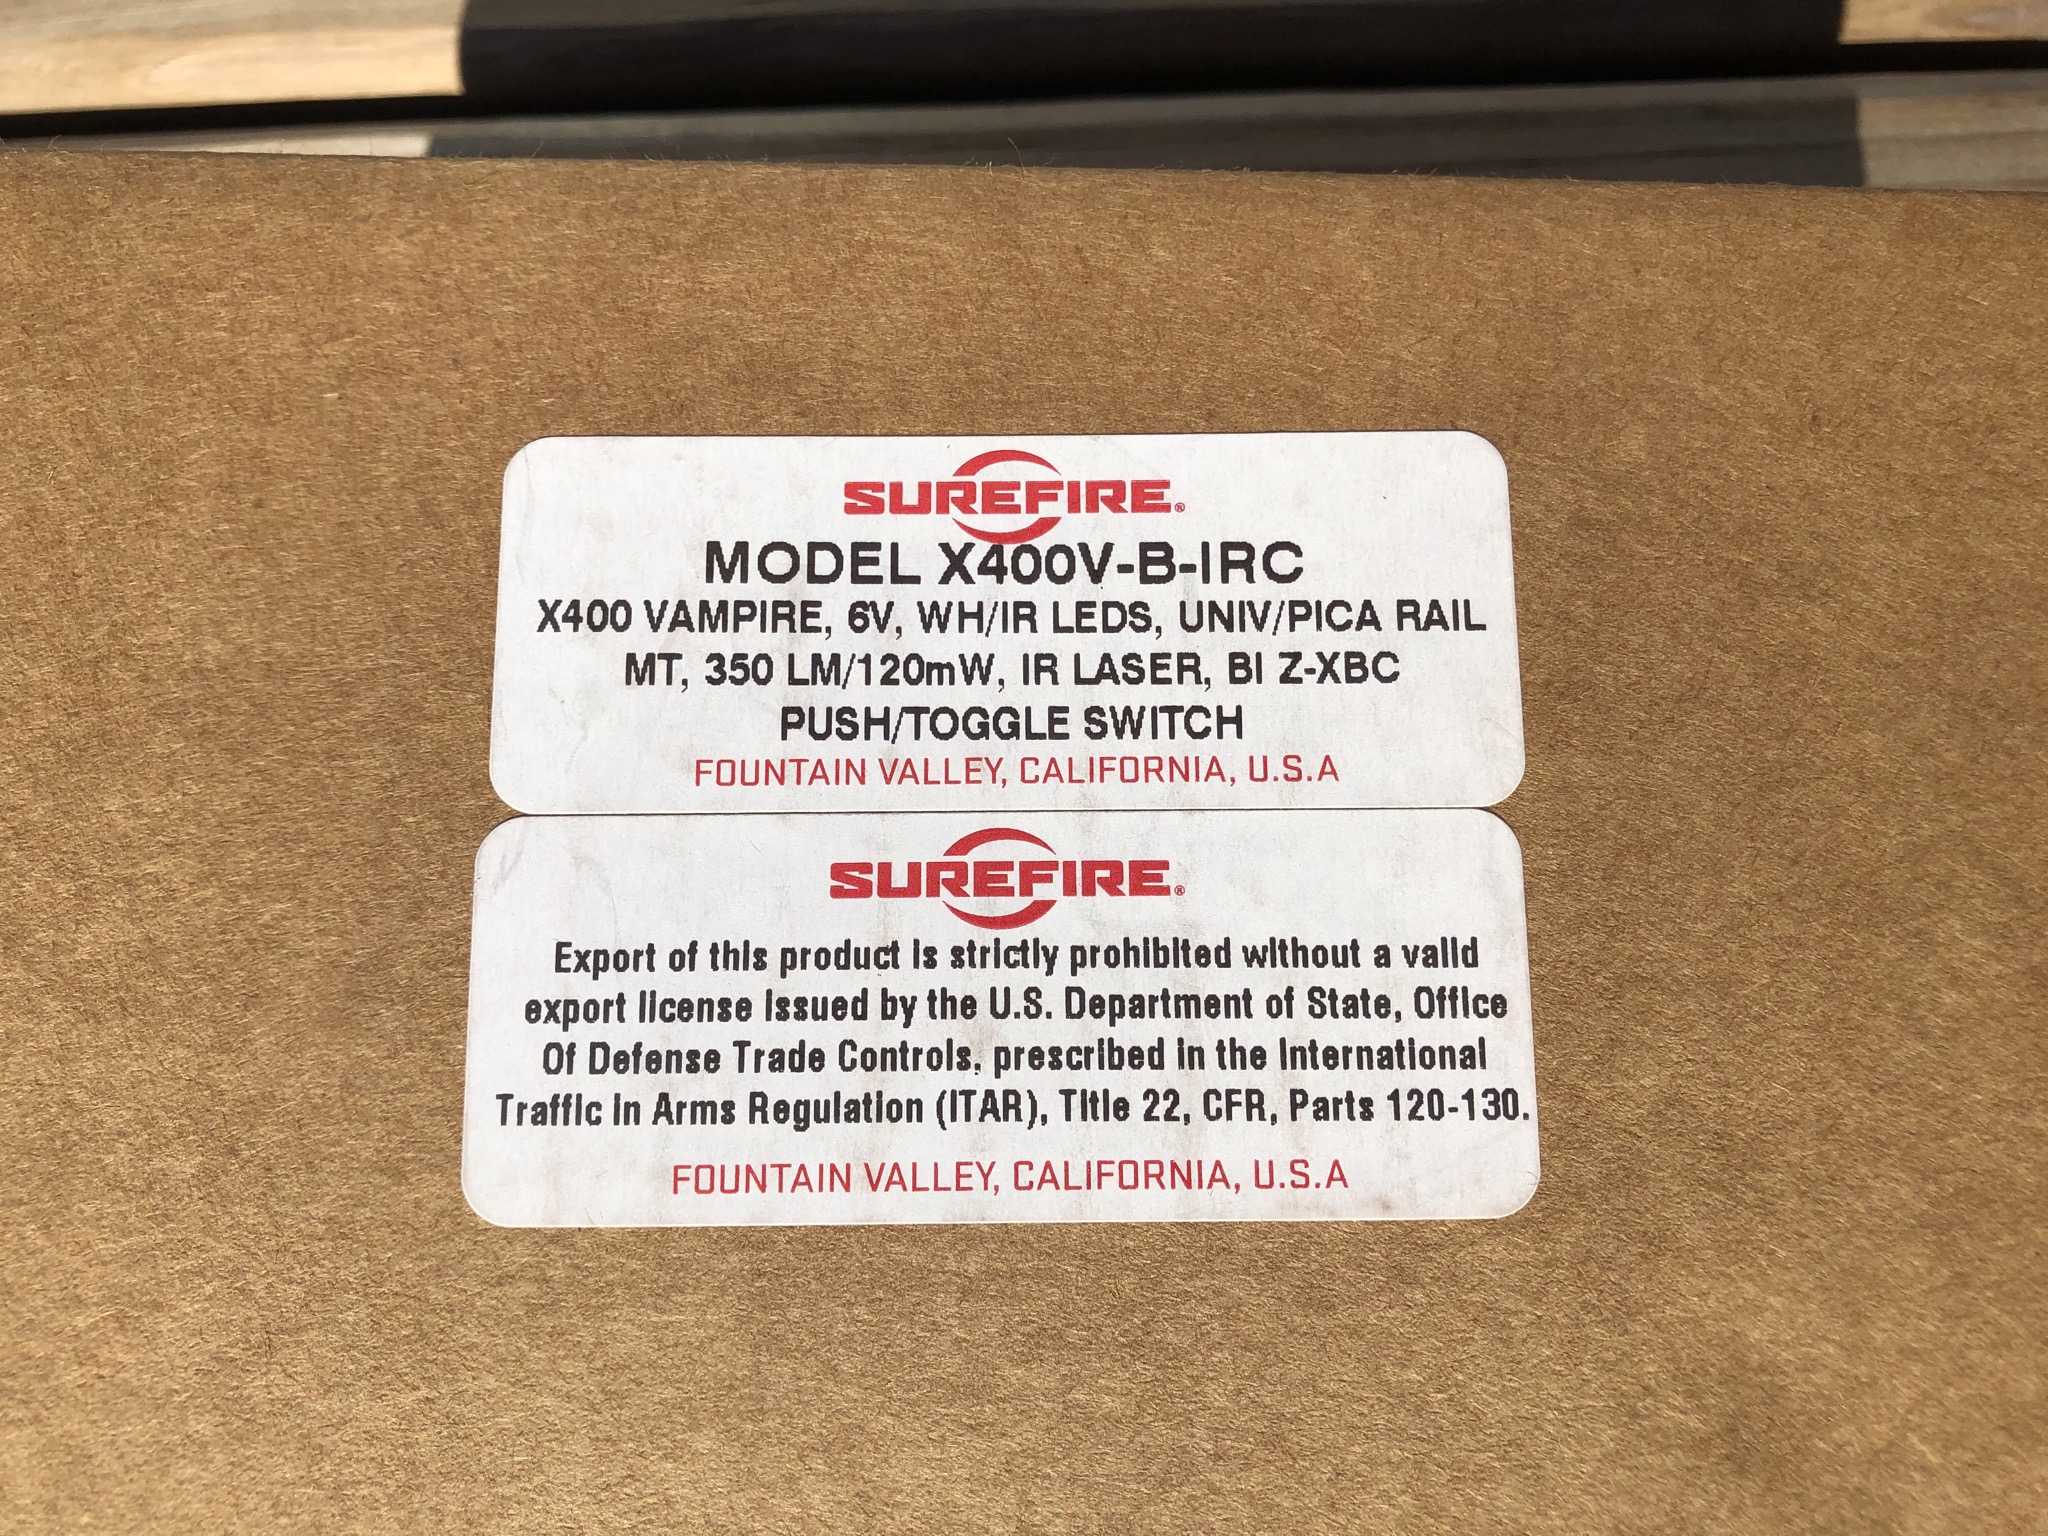 SUREFIRE®
MODEL X400V-B-IRC
X400 VAMPIRE, 6V, WH/IR LEDS, UNIV/PICA RAIL
MT, 350 LM/120mW, IR LASER, BI Z-XBC
PUSH/TOGGLE SWITCH
FOUNTAIN VALLEY, CALIFORNIA, U.S.A
SUREFIRE®
Export of this product is strictly prohibited without a valid
export license issued by the U.S. Department of State, Office
Of Defense Trade Controls, prescribed in the International
Traffic in Arms Regulation (ITAR), Title 22, CFR, Parts 120-130.
FOUNTAIN VALLEY, CALIFORNIA, U.S.A